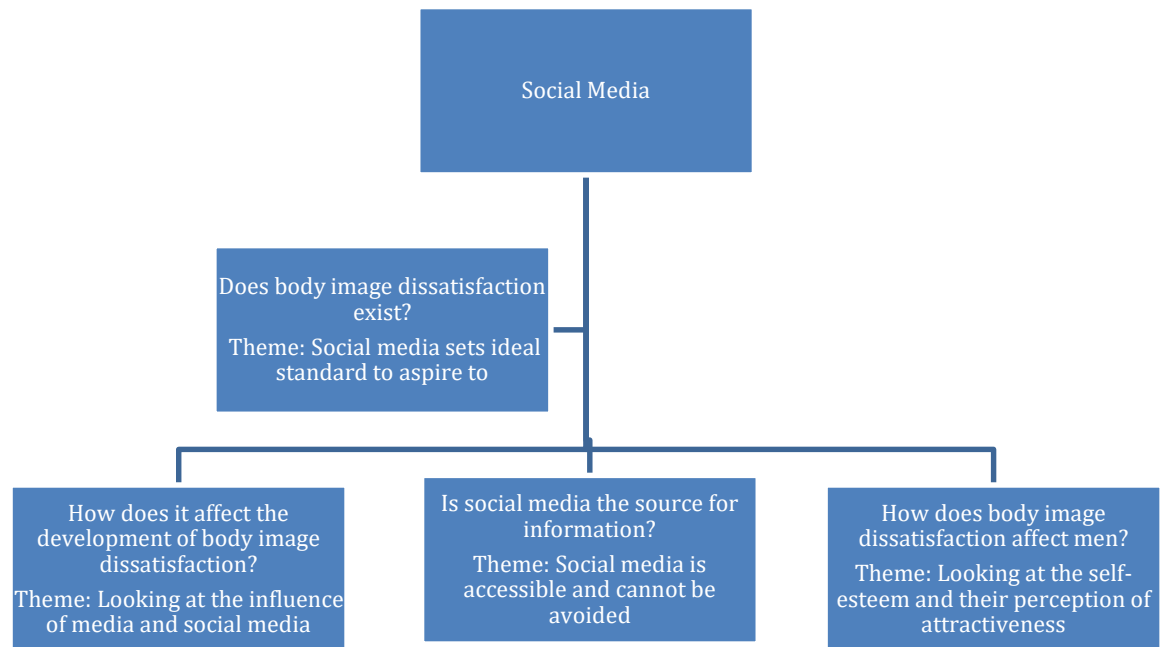 Social Media
Does body image dissatisfaction
exist?
Theme: Social media sets ideal
standard to aspire to
How does it affect the
development of body image
dissatisfaction?
Theme: Looking at the influence
of media and social media
Is social media the source for
information?
Theme: Social media is
accessible and cannot be
avoided
How does body image
dissatisfaction affect men?
Theme: Looking at the self-
esteem and their perception of
attractiveness